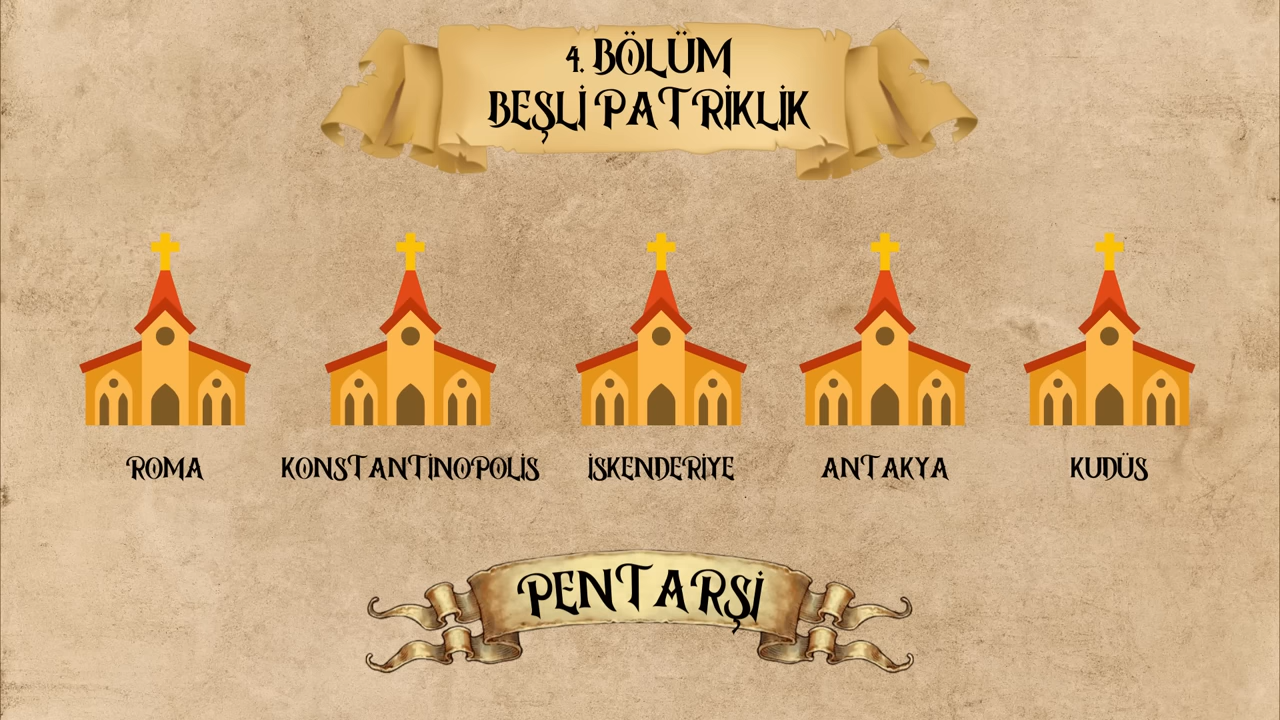 4. BÖLÜM
BEŞLİ PATRİKLİK
ROMA
KONSTANTİNOPOLİS
İSKENDERİYE
ANTAKYA
KUDÜS
PENTARŞİ